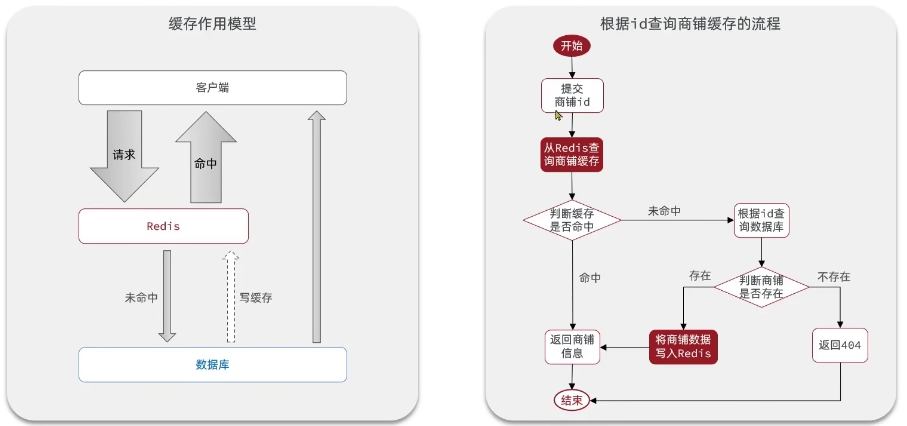 缓存作用模型
客户端
请求
命中
Redis
未命中
写缓存
数据库
根据id查询商铺缓存的流程
开始
提交
商铺id
从Redis查
询商铺缓存
判断缓存
是否命中
未命中
根据id查
询数据库
命中
存在
判断商铺
是否存在
不存在
返回商铺
信息
将商铺数据
写入Redis
返回404
结束